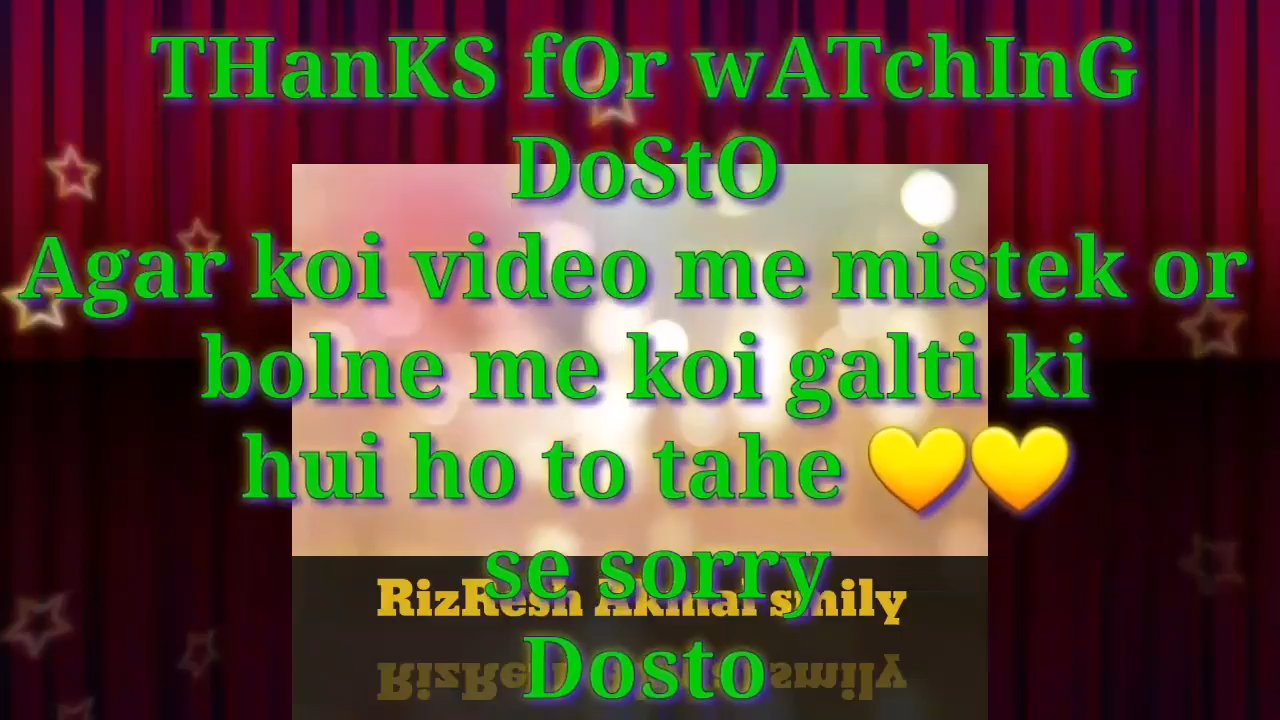 THanKS fOr wATchInG
DoStO
Agar koi video me mistek or
bolne me koi galti ki
hui ho to tahe 💛💛
se sorry
RizResh Akmal smily
Dosto